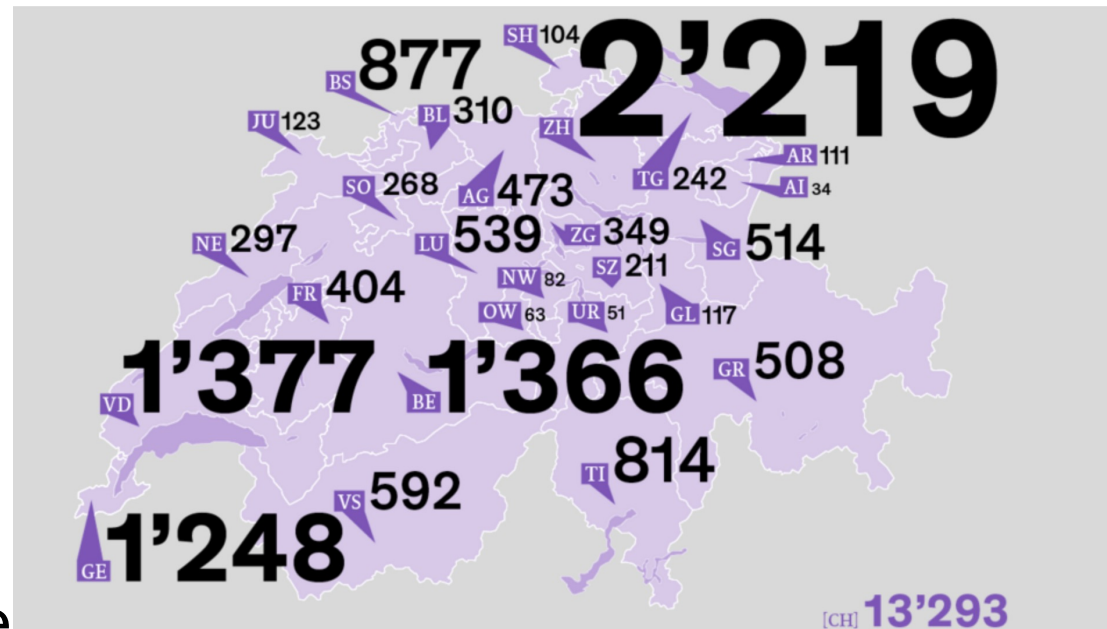 SH 104
ZH 2’219
BS 877
BL 310
JU 123
AR 111
TG 242
AI 34
SO 268
AG 473
NE 297
LU 539
ZG 349
SG 514
SZ 211
NW 82
FR 404
OW 63
UR 51
GL 117
VD 1’377
BE 1’366
GR 508
TI 814
VS 592
GE 1’248
[CH] 13’293